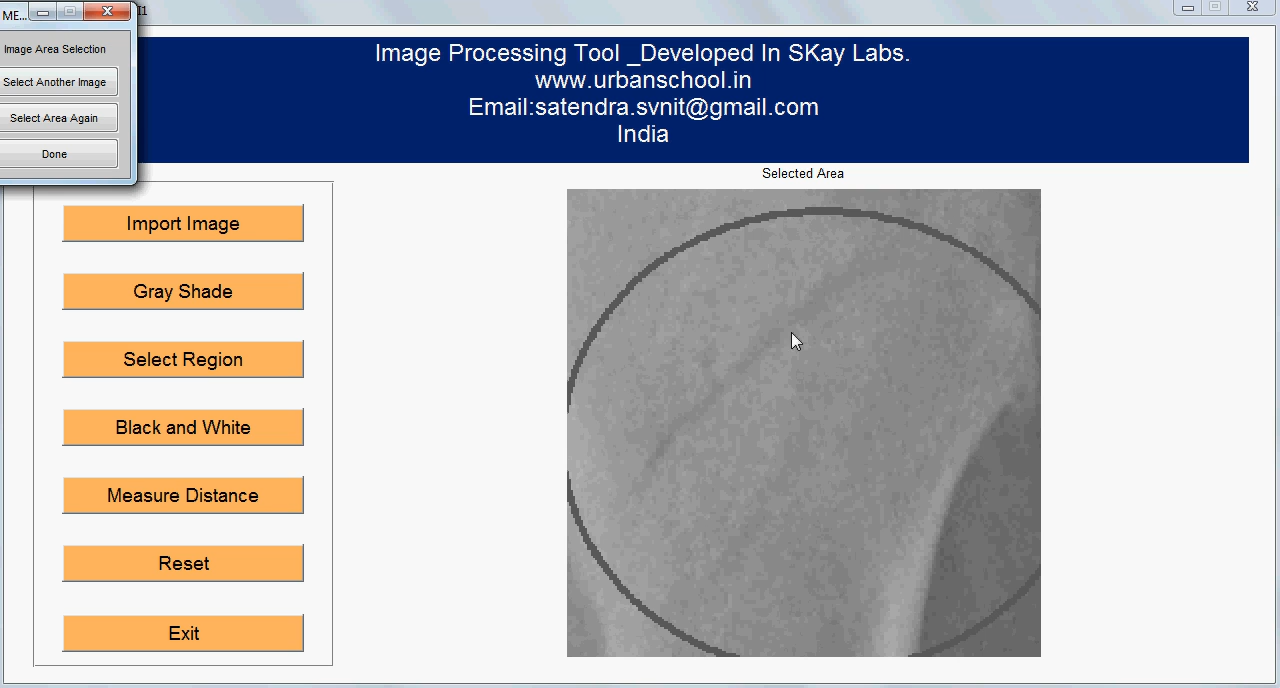 ME...
Image Area Selection
Select Another Image
Select Area Again
Done
Image Processing Tool _Developed In SKay Labs.
www.urbanschool.in
Email:satendra.svnit@gmail.com
India
Selected Area
Import Image
Gray Shade
Select Region
Black and White
Measure Distance
Reset
Exit